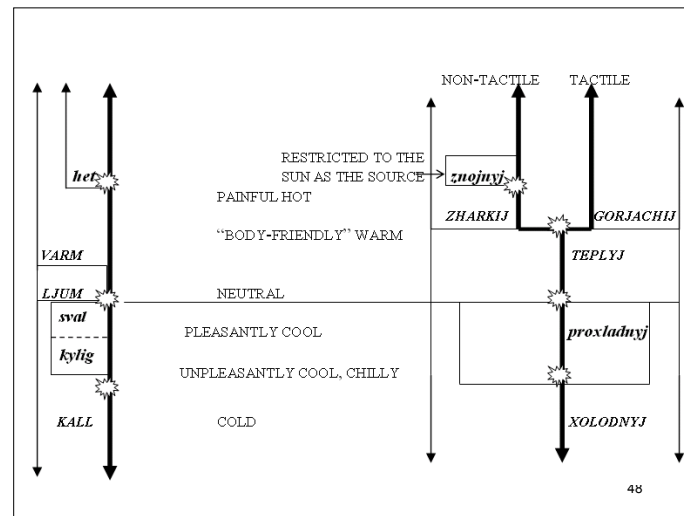 NON-TACTILE TACTILE
RESTRICTED TO THE
SUN AS THE SOURCE
het
znojnyj
PAINFUL HOT
ZHARKIJ GORJACHIJ
“BODY-FRIENDLY” WARM
VARM TEPLYJ
LJUM NEUTRAL
sval
PLEASANTLY COOL proxladnyj
kylig
UNPLEASANTLY COOL, CHILLY
KALL COLD XOLODNYJ
48